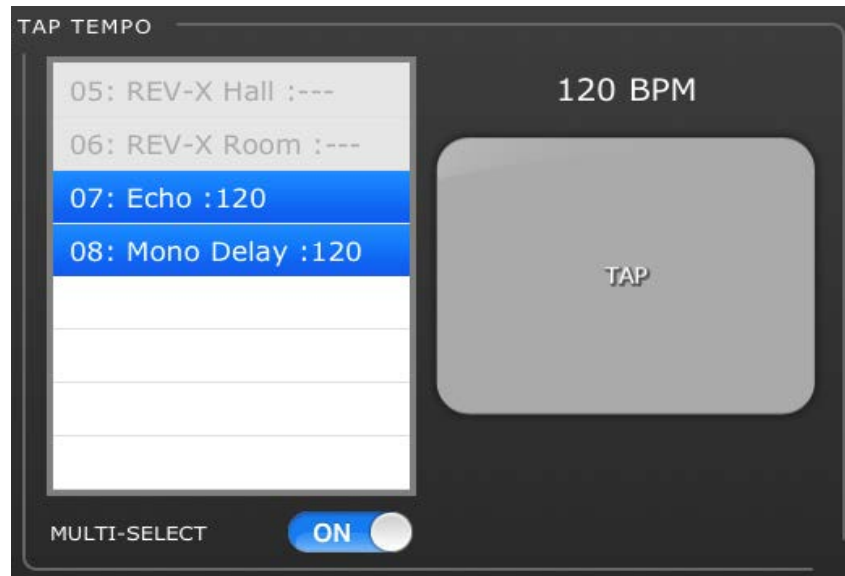 TAP TEMPO
05: REV-X Hall :---
06: REV-X Room :---
07: Echo :120
08: Mono Delay :120
120 BPM
TAP
MULTI-SELECT
ON